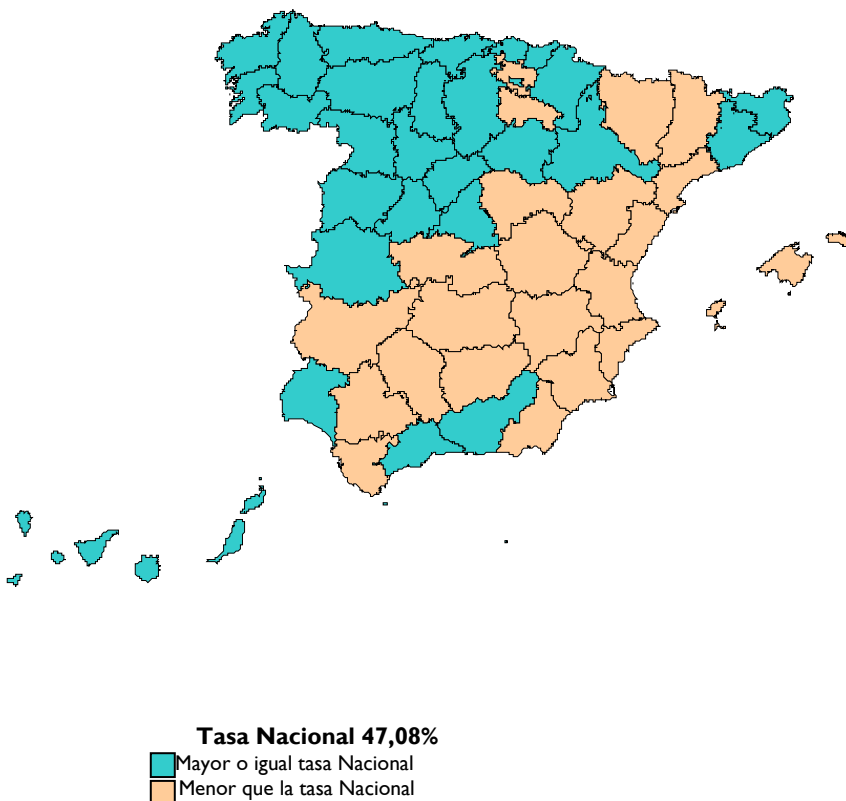 Tasa Nacional 47,08%
Mayor o igual tasa Nacional
Menor que la tasa Nacional